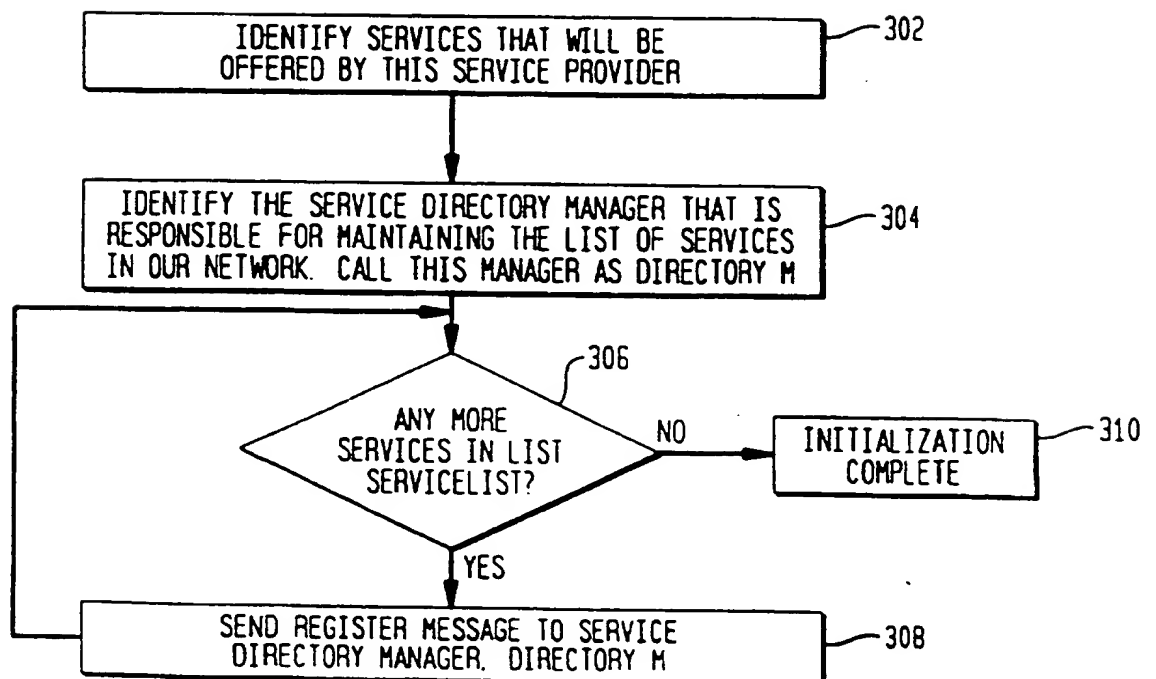 IDENTIFY SERVICES THAT WILL BE
OFFERED BY THIS SERVICE PROVIDER
302
IDENTIFY THE SERVICE DIRECTORY MANAGER THAT IS
RESPONSIBLE FOR MAINTAINING THE LIST OF SERVICES
IN OUR NETWORK. CALL THIS MANAGER AS DIRECTORY M
304
306
ANY MORE
SERVICES IN LIST
SERVICELIST?
NO
INITIALIZATION
COMPLETE
310
YES
SEND REGISTER MESSAGE TO SERVICE
DIRECTORY MANAGER. DIRECTORY M
308